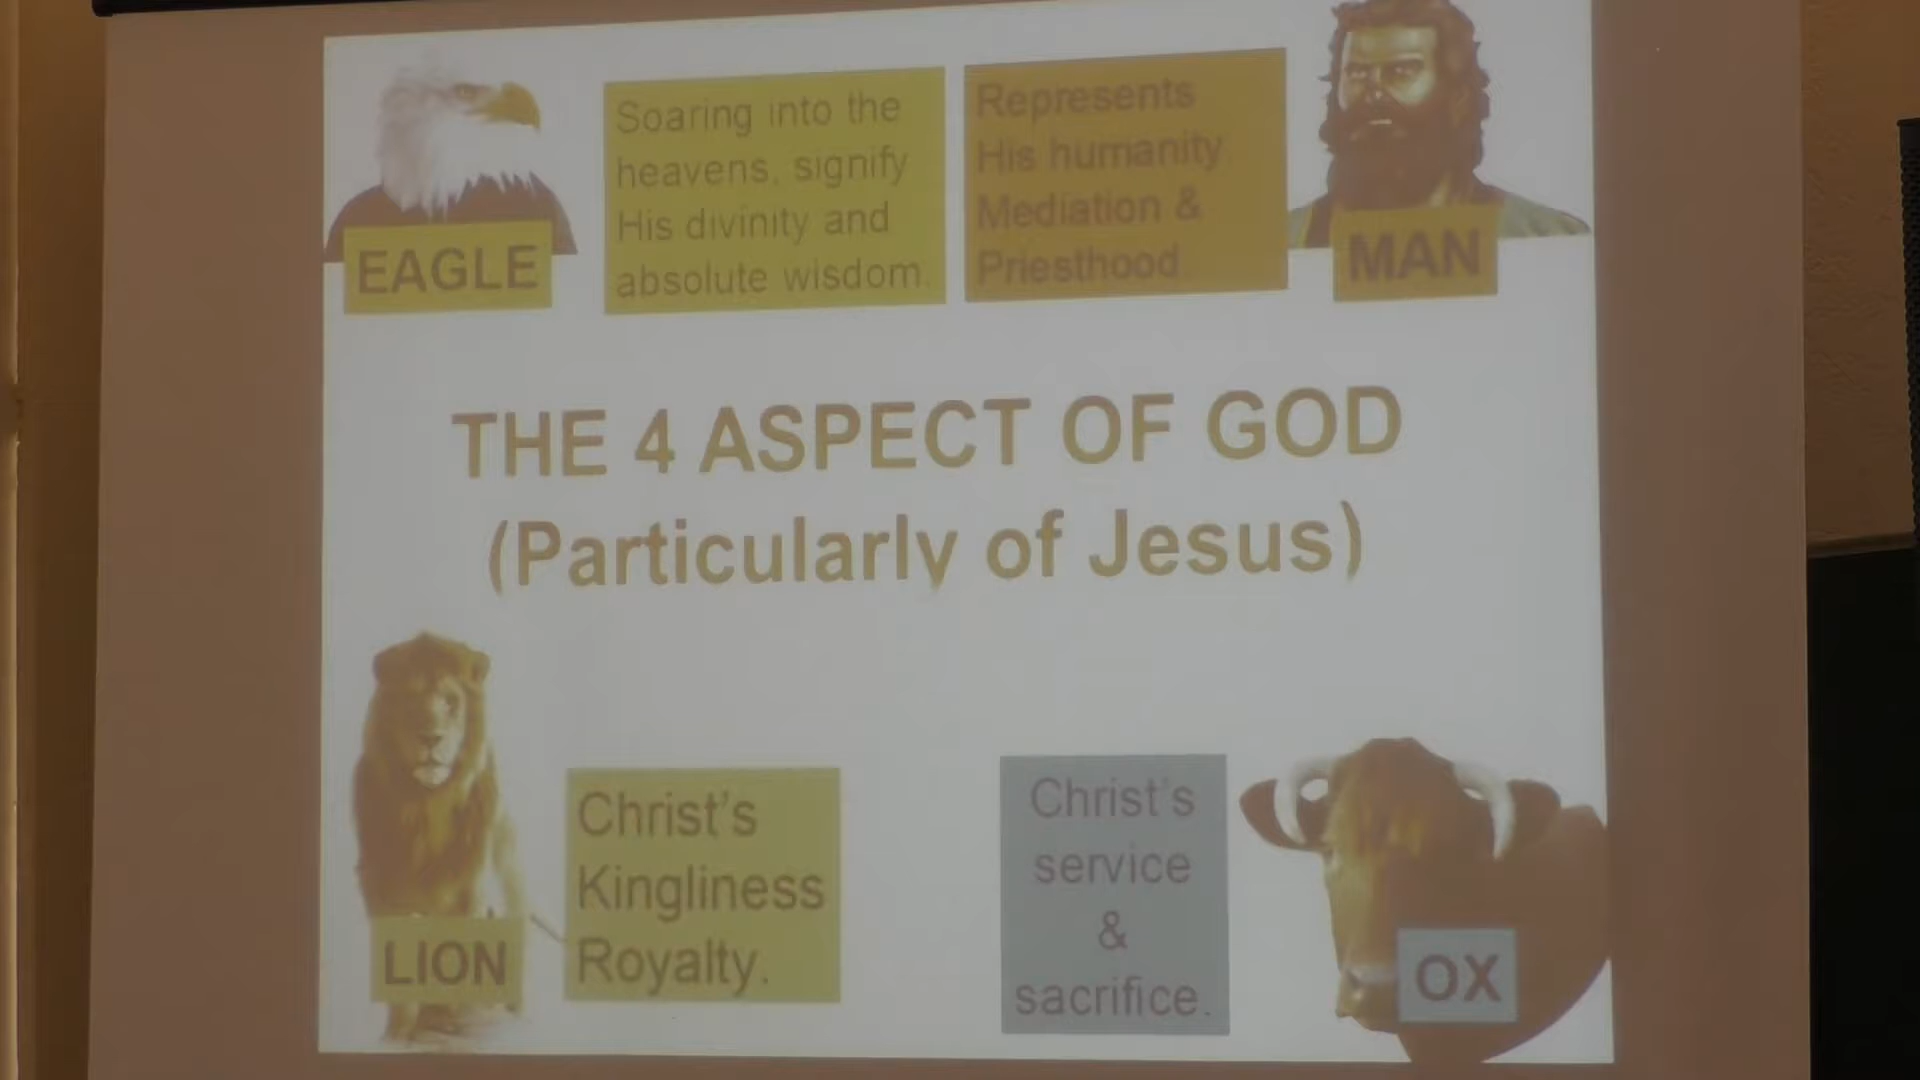 Soaring into the
heavens, signify
His divinity and
absolute wisdom.
EAGLE
Represents
His humanity
Mediation &
Priesthood
MAN
THE 4 ASPECT OF GOD
(Particularly of Jesus)
Christ's
Kingliness
Royalty.
LION
Christ's
service
&
sacrifice.
OX